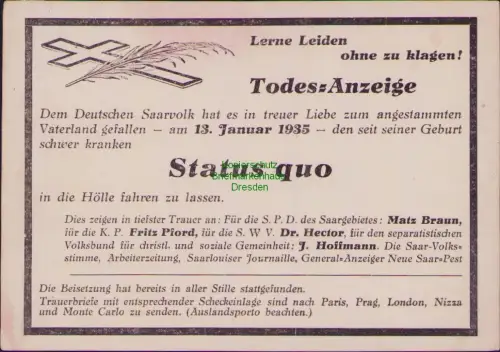 Lerne Leiden
ohne zu klagen!
Todes=Anzeige
Dem Deutschen Saarvolk hat es in treuer Liebe zum angestammten
Vaterland gefallen — am 13. Januar 1935 — den seit seiner Geburt
schwer kranken
Status quo
Kopierschutz
Briefmarkenhaus
Dresden
in die Hölle fahren zu lassen.
Dies zeigen in tiefster Trauer an: Für die S. P. D. des Saargebietes: Matz Braun,
für die K. P. Fritz Pford, für die S. W V. Dr. Hector, für den separatistischen
Volksbund für christl. und soziale Gemeinheit: J. Hoffmann. Die Saar-Volks=
stimme, Arbeiterzeitung, Saarlouiser Journaille, General=Anzeiger Neue Saar=Pest
Die Beisetzung hat bereits in aller Stille stattgefunden.
Trauerbriefe mit entsprechender Scheckeinlage sind nach Paris, Prag, London, Nizza
und Monte Carlo zu senden. (Auslandsporto beachten.)